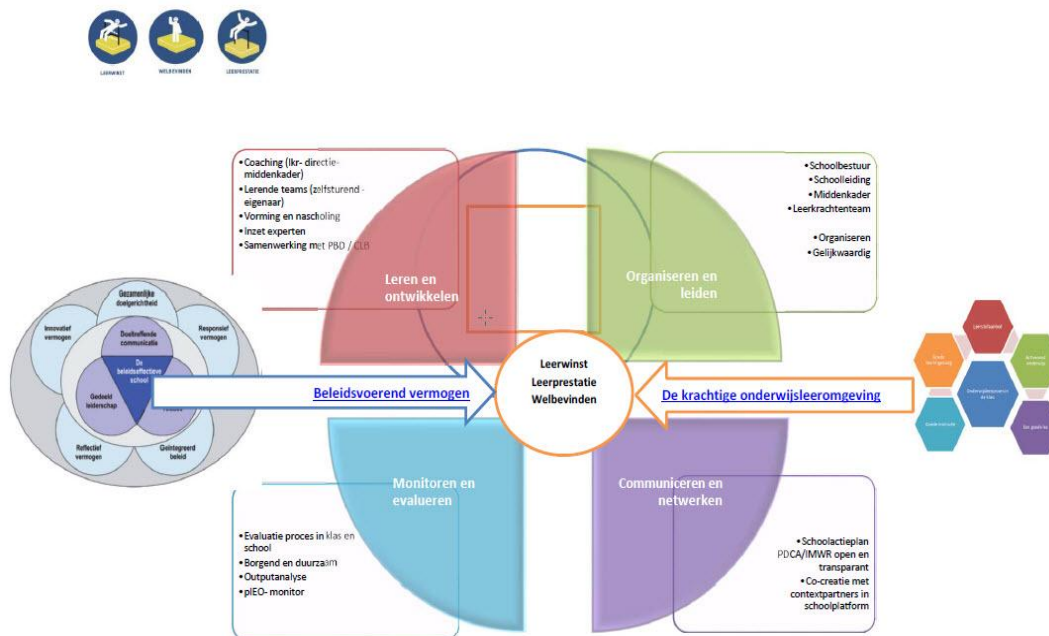 LEERWINST
WELBEVINDEN
LEERPRESTATIE
•Coaching (lkr- directie-
middenkader)
•Lerende teams (zelfsturend -
eigenaar)
•Vorming en nascholing
•Inzet experten
•Samenwerking met PBD / CLB
Leren en
ontwikkelen
•Schoolbestuur
•Schoolleiding
•Middenkader
•Leerkrachtenteam
•Organiseren
•Gelijkwaardig
Organiseren en
leiden
Gezamenlijke
doelgerichtheid
Innovatief
vermogen
Doeltreffende
communicatie
Responsief
vermogen
De
beleidseffectieve
school
Gedeeld
leiderschap
Reflectief
vermogen
Geïntegreerd
beleid
Beleidsvoerend vermogen
Leerwinst
Leerprestatie
Welbevinden
De krachtige onderwijsleeromgeving
Monitoren en
evalueren
•Evaluatie proces in klas en
school
•Borgend en duurzaam
•Outputanalyse
•pIEO- monitor
Communiceren en
netwerken
•Schoolactieplan
PDCA/IMWR open en
transparant
•Co-creatie met
contextpartners in
schoolplatform